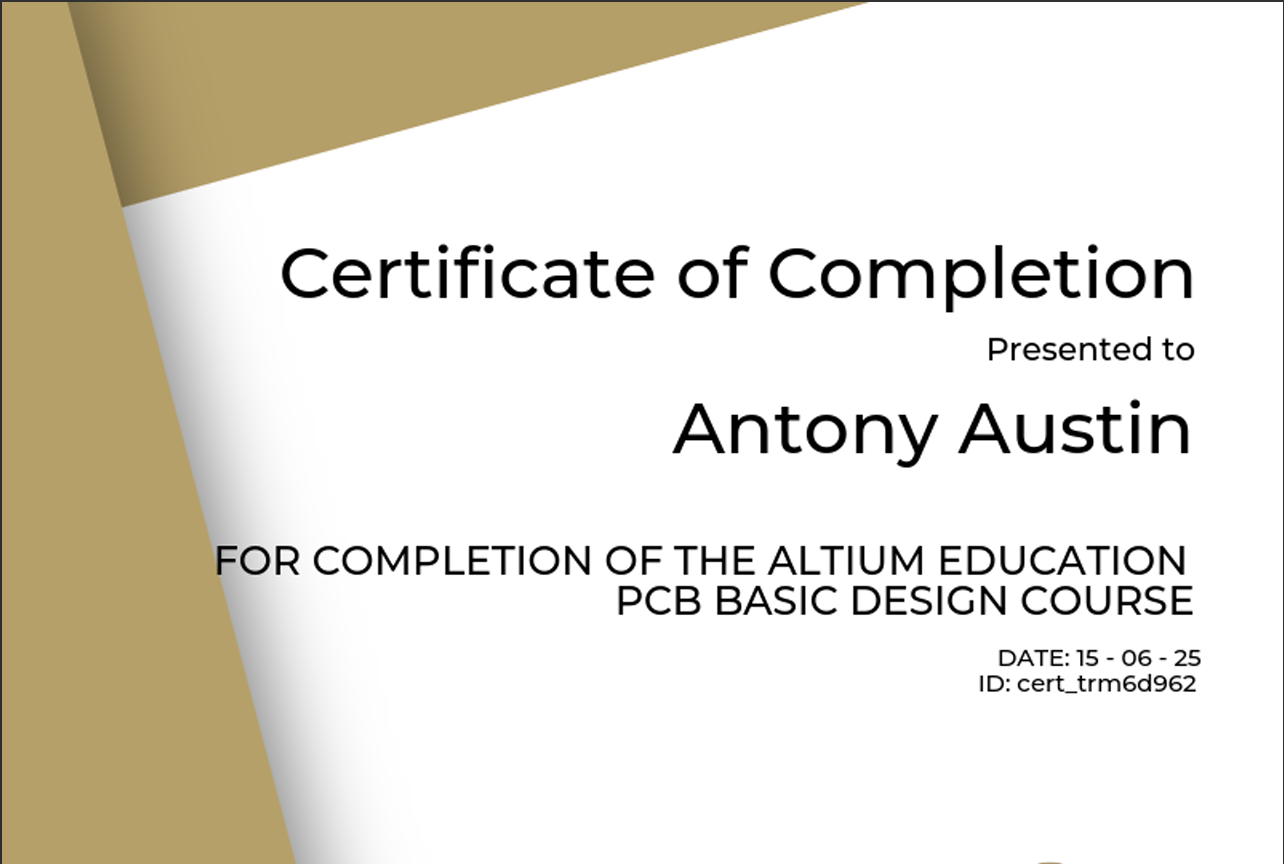 Certificate of Completion
Presented to
Antony Austin
FOR COMPLETION OF THE ALTIUM EDUCATION
PCB BASIC DESIGN COURSE
DATE: 15 - 06 - 25
ID: cert_trm6d962